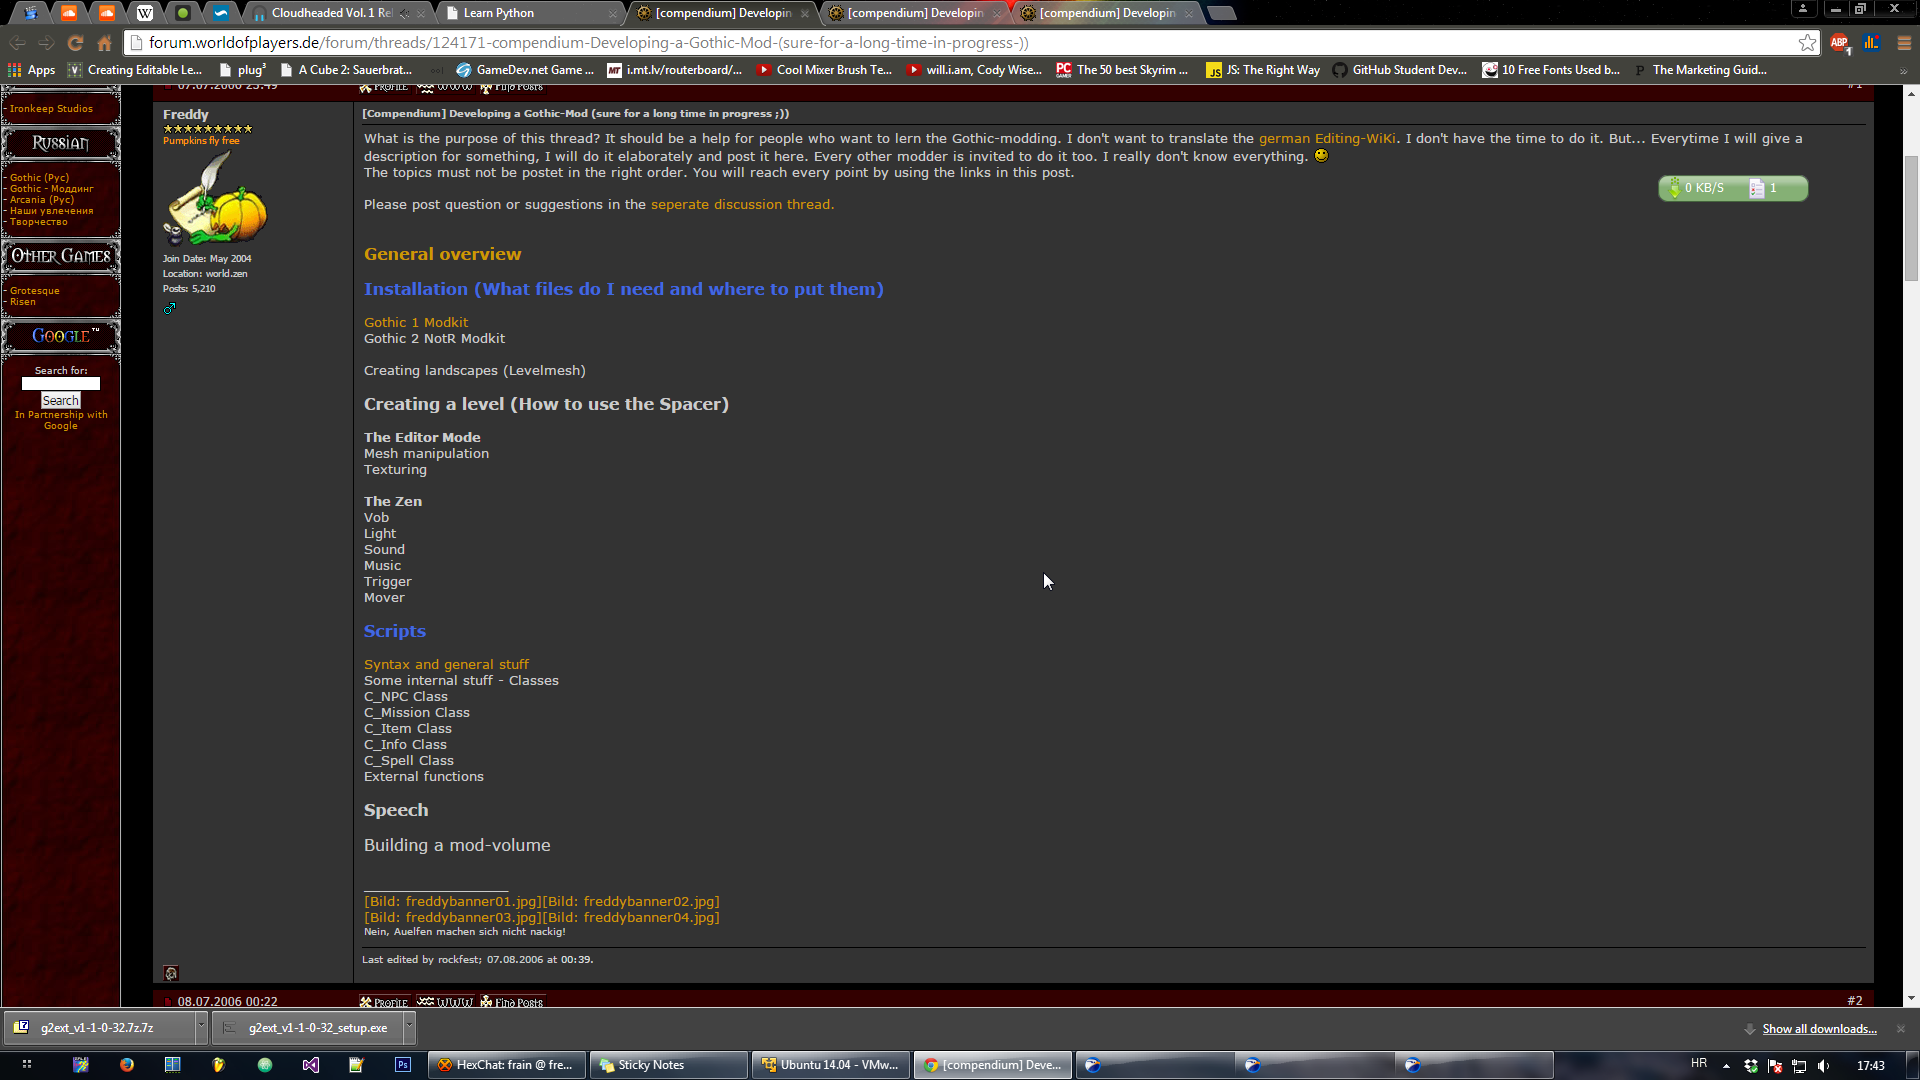 Cloudheaded Vol. 1 Rel
Learn Python
[compendium] Developin
[compendium] Developin
[compendium] Developin
forum.worldofplayers.de/forum/threads/124171-compendium-Developing-a-Gothic-Mod-(sure-for-a-long-time-in-progress-))
Apps
Creating Editable Le...
plug³
A Cube 2: Sauerbrat...
GameDev.net Game ...
i.mt.lv/routerboard/...
Cool Mixer Brush Te...
will.i.am, Cody Wise...
The 50 best Skyrim ...
JS: The Right Way
GitHub Student Dev...
10 Free Fonts Used b...
The Marketing Guid...
07.07.2006 23:49
Profile
WWW
Find Posts
#1
- Ironkeep Studios
Russian
- Gothic (Рус)
- Gothic - Моддинг
- Arcania (Рус)
- Наши увлечения
- Творчество
Other Games
- Grotesque
- Risen
Google™
Search for:
Search
In Partnership with
Google
Freddy
Pumpkins fly free
Join Date: May 2004
Location: world.zen
Posts: 5,210
[Compendium] Developing a Gothic-Mod (sure for a long time in progress ;))
What is the purpose of this thread? It should be a help for people who want to lern the Gothic-modding. I don't want to translate the german Editing-WiKi. I don't have the time to do it. But... Everytime I will give a
description for something, I will do it elaborately and post it here. Every other modder is invited to do it too. I really don't know everything.
The topics must not be postet in the right order. You will reach every point by using the links in this post.
0 KB/S
1
Please post question or suggestions in the seperate discussion thread.
General overview
Installation (What files do I need and where to put them)
Gothic 1 Modkit
Gothic 2 NotR Modkit
Creating landscapes (Levelmesh)
Creating a level (How to use the Spacer)
The Editor Mode
Mesh manipulation
Texturing
The Zen
Vob
Light
Sound
Music
Trigger
Mover
Scripts
Syntax and general stuff
Some internal stuff - Classes
C_NPC Class
C_Mission Class
C_Item Class
C_Info Class
C_Spell Class
External functions
Speech
Building a mod-volume
[Bild: freddybanner01.jpg][Bild: freddybanner02.jpg]
[Bild: freddybanner03.jpg][Bild: freddybanner04.jpg]
Nein, Auelfen machen sich nicht nackig!
Last edited by rockfest; 07.08.2006 at 00:39.
08.07.2006 00:22
Profile
WWW
Find Posts
#2
g2ext_v1-1-0-32.7z.7z
g2ext_v1-1-0-32_setup.exe
Show all downloads...
HexChat: frain @ fre...
Sticky Notes
Ubuntu 14.04 - VMw...
[compendium] Deve...
HR
17:43